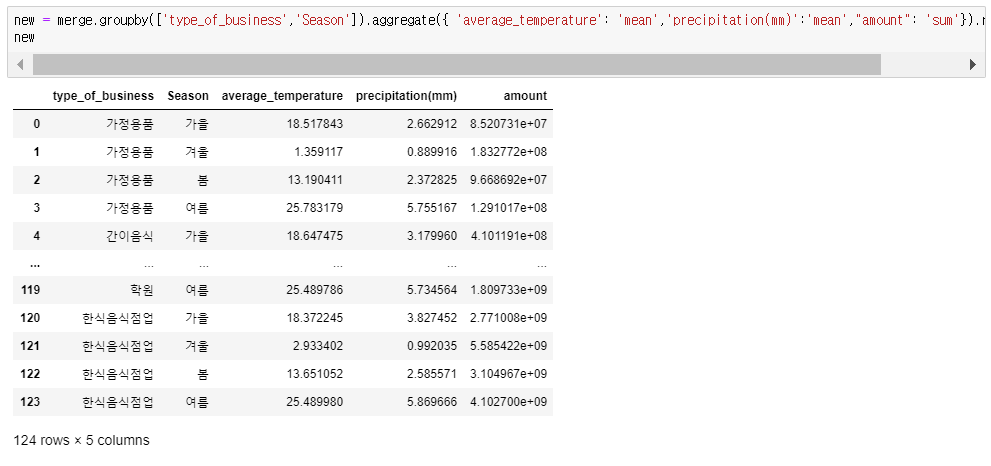 new = merge.groupby(['type_of_business','Season']).aggregate({ 'average_temperature': 'mean','precipitation(mm)':'mean',"amount": 'sum'}).r
new
type_of_business Season average_temperature precipitation(mm) amount
0 가정용품 가을 18.517843 2.662912 8.520731e+07
1 가정용품 겨울 1.359117 0.889916 1.832772e+08
2 가정용품 봄 13.190411 2.372825 9.668692e+07
3 가정용품 여름 25.783179 5.755167 1.291017e+08
4 간이음식 가을 18.647475 3.179960 4.101191e+08
... ... ... ... ... ...
119 학원 여름 25.489786 5.734564 1.809733e+09
120 한식음식점업 가을 18.372245 3.827452 2.771008e+09
121 한식음식점업 겨울 2.933402 0.992035 5.585422e+09
122 한식음식점업 봄 13.651052 2.585571 3.104967e+09
123 한식음식점업 여름 25.489980 5.869666 4.102700e+09
124 rows × 5 columns